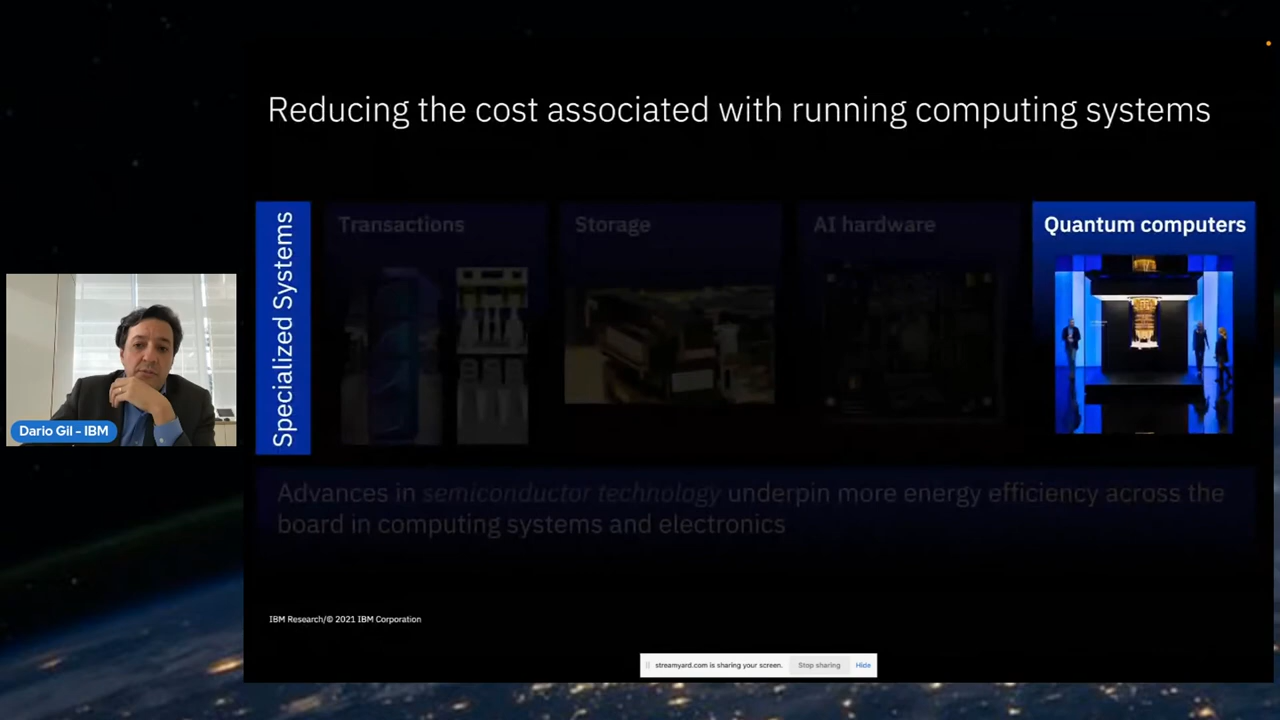 Reducing the cost associated with running computing systems
Specialized Systems
Transactions
Storage
AI hardware
Quantum computers
Advances in semiconductor technology underpin more energy efficiency across the
board in computing systems and electronics
Dario Gil - IBM
IBM Research/© 2021 IBM Corporation
streamyard.com is sharing your screen. Stop sharing Hide